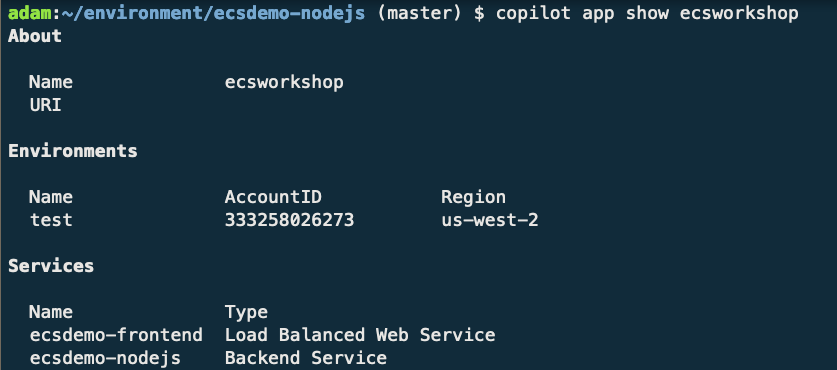 adam:~/environment/ecsdemo-nodejs (master) $ copilot app show ecsworkshop
About
Name ecsworkshop
URI
Environments
Name AccountID Region
test 333258026273 us-west-2
Services
Name Type
ecsdemo-frontend Load Balanced Web Service
ecsdemo-nodejs Backend Service